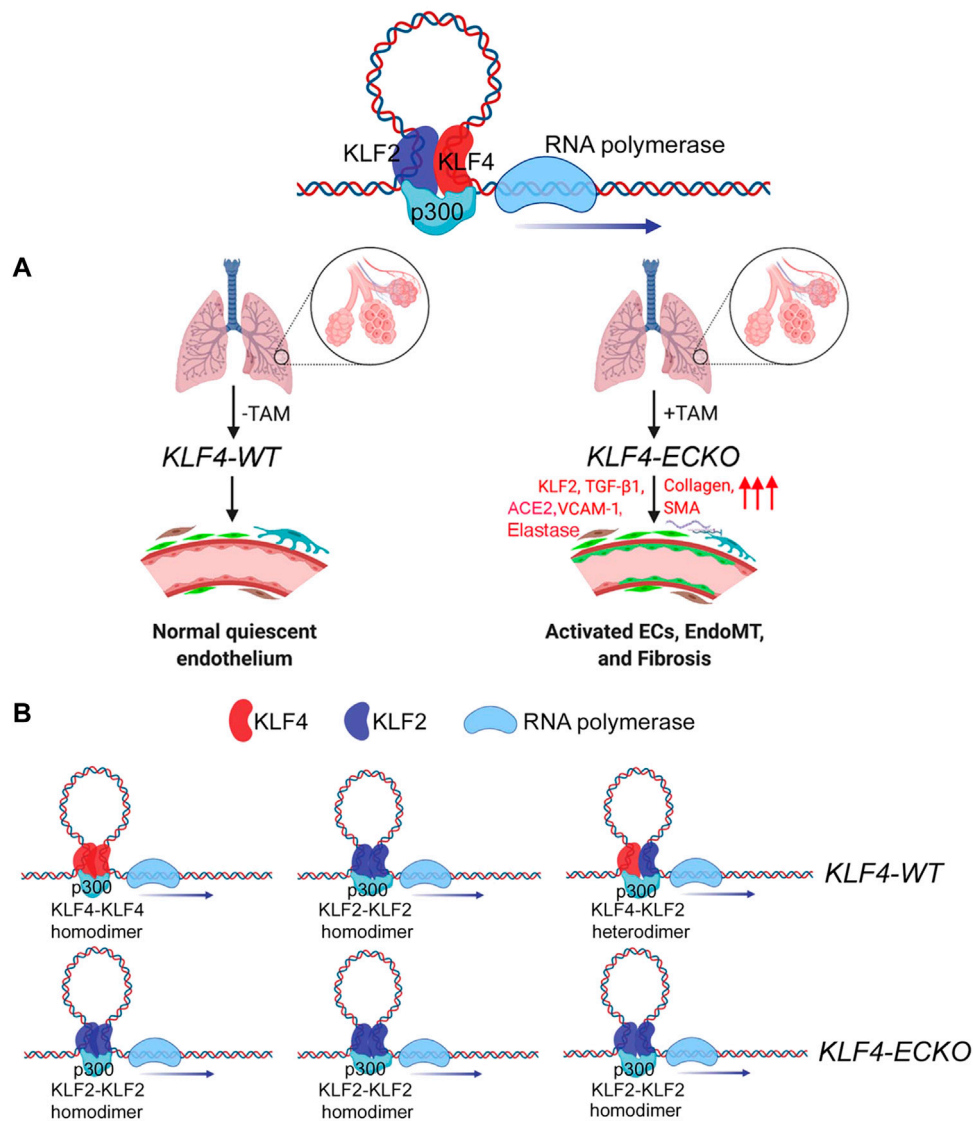 KLF2
KLF4
RNA polymerase
p300
A
-TAM
+TAM
KLF4-WT
KLF4-ECKO
KLF2, TGF-β1,
ACE2,VCAM-1,
Elastase
Collagen,
SMA
Normal quiescent
endothelium
Activated ECs, EndoMT,
and Fibrosis
B
KLF4
KLF2
RNA polymerase
p300
KLF4-KLF4
homodimer
p300
KLF2-KLF2
homodimer
p300
KLF4-KLF2
heterodimer
KLF4-WT
p300
KLF2-KLF2
homodimer
p300
KLF2-KLF2
homodimer
p300
KLF2-KLF2
homodimer
KLF4-ECKO